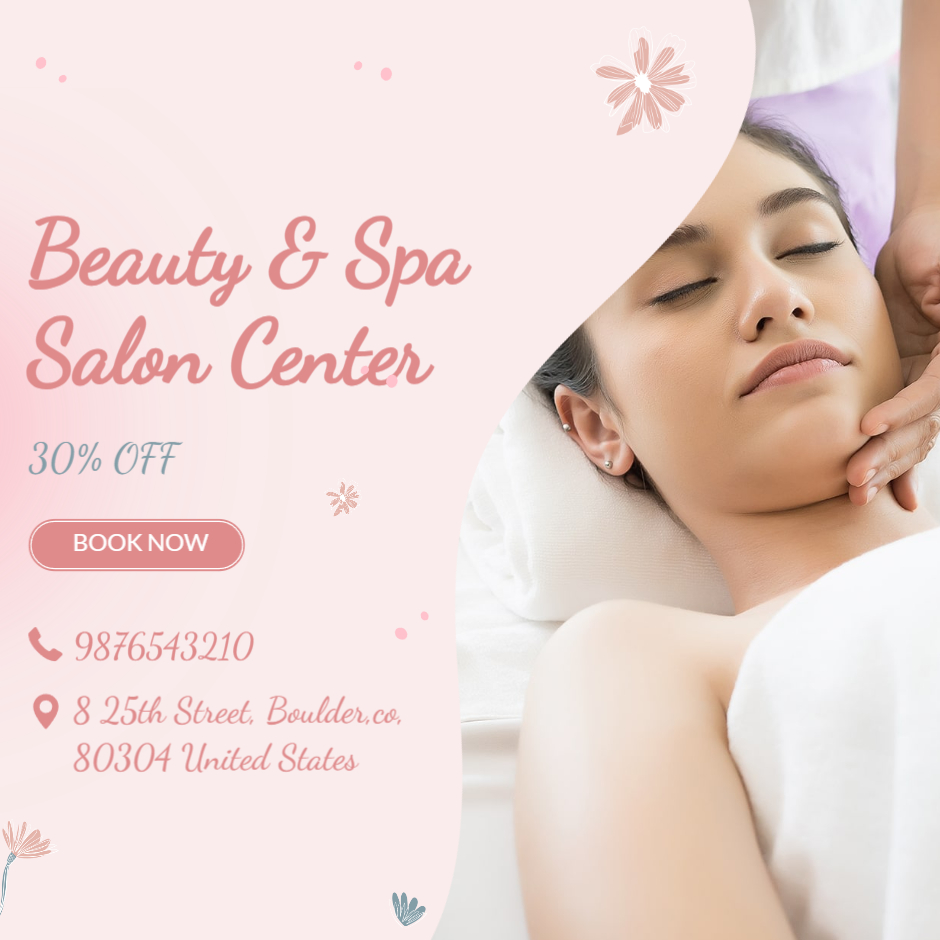 Beauty & Spa
Salon Center
30% OFF
BOOK NOW
9876543210
8 25th Street, Boulder,co,
80304 United States